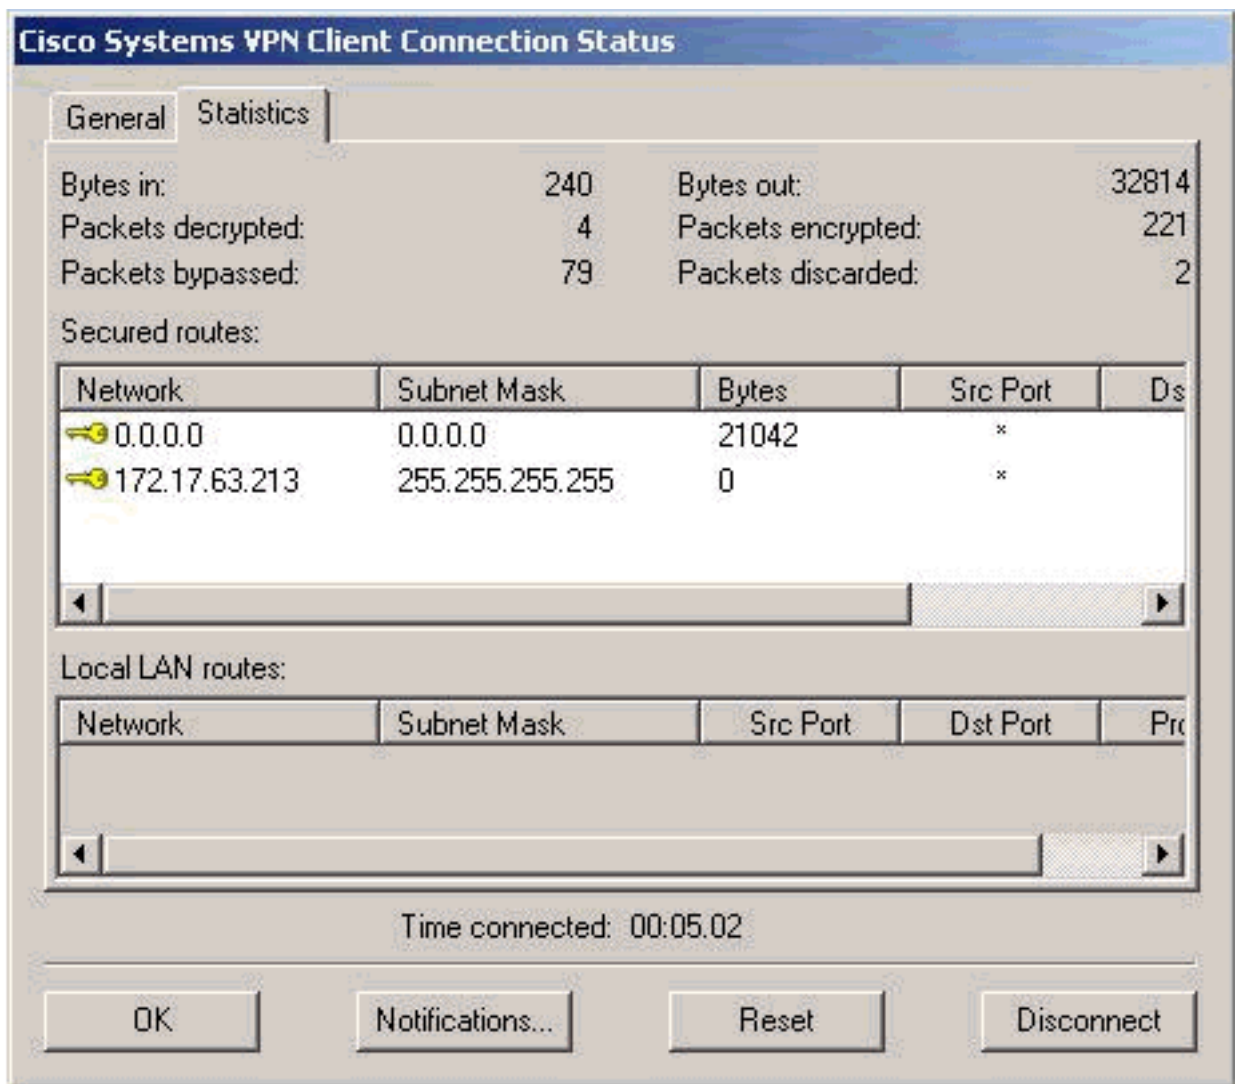 Cisco Systems VPN Client Connection Status
General Statistics
Bytes in: 240 Bytes out: 32814
Packets decrypted: 4 Packets encrypted: 221
Packets bypassed: 79 Packets discarded: 2
Secured routes:
Network Subnet Mask Bytes Src Port Ds
0.0.0.0 0.0.0.0 21042 *
172.17.63.213 255.255.255.255 0 *
Local LAN routes:
Network Subnet Mask Src Port Dst Port Pro
Time connected: 00:05.02
OK Notifications... Reset Disconnect